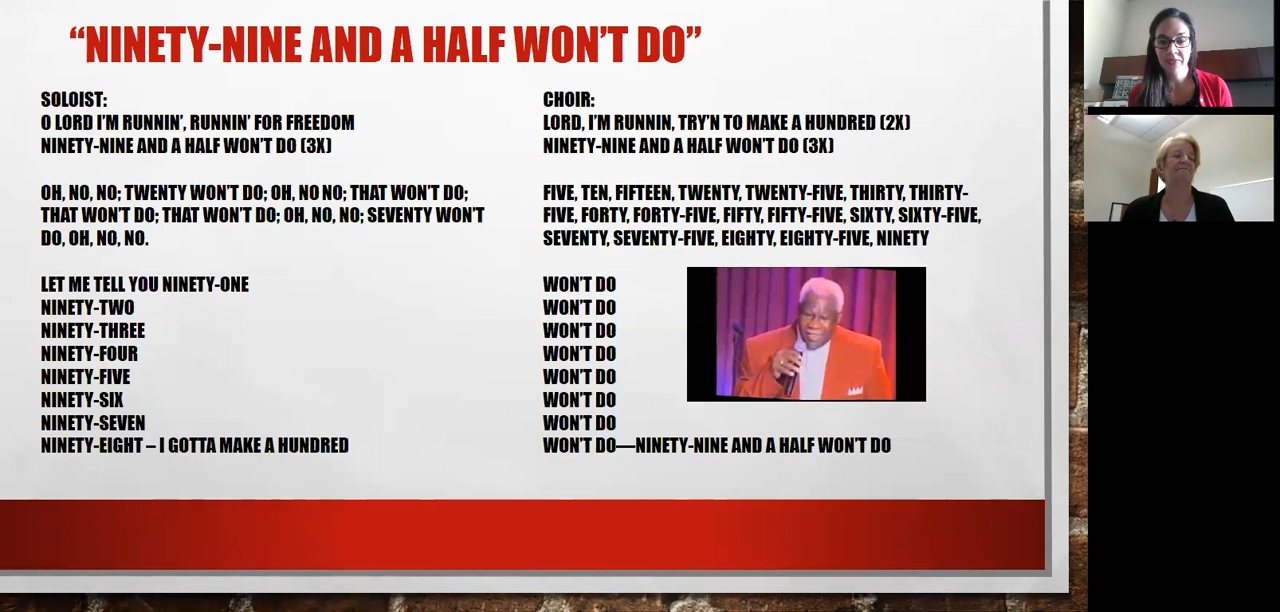 “NINETY-NINE AND A HALF WON’T DO”
SOLOIST:
O LORD I’M RUNNIN’, RUNNIN’ FOR FREEDOM
NINETY-NINE AND A HALF WON’T DO (3X)
OH, NO, NO; TWENTY WON’T DO; OH, NO NO; THAT WON’T DO;
THAT WON’T DO; THAT WON’T DO; OH, NO, NO; SEVENTY WON’T
DO, OH, NO, NO.
LET ME TELL YOU NINETY-ONE
NINETY-TWO
NINETY-THREE
NINETY-FOUR
NINETY-FIVE
NINETY-SIX
NINETY-SEVEN
NINETY-EIGHT – I GOTTA MAKE A HUNDRED
CHOIR:
LORD, I’M RUNNIN, TRY’N TO MAKE A HUNDRED (2X)
NINETY-NINE AND A HALF WON’T DO (3X)
FIVE, TEN, FIFTEEN, TWENTY, TWENTY-FIVE, THIRTY, THIRTY-
FIVE, FORTY, FORTY-FIVE, FIFTY, FIFTY-FIVE, SIXTY, SIXTY-FIVE,
SEVENTY, SEVENTY-FIVE, EIGHTY, EIGHTY-FIVE, NINETY
WON’T DO
WON’T DO
WON’T DO
WON’T DO
WON’T DO
WON’T DO
WON’T DO
WON’T DO—NINETY-NINE AND A HALF WON’T DO